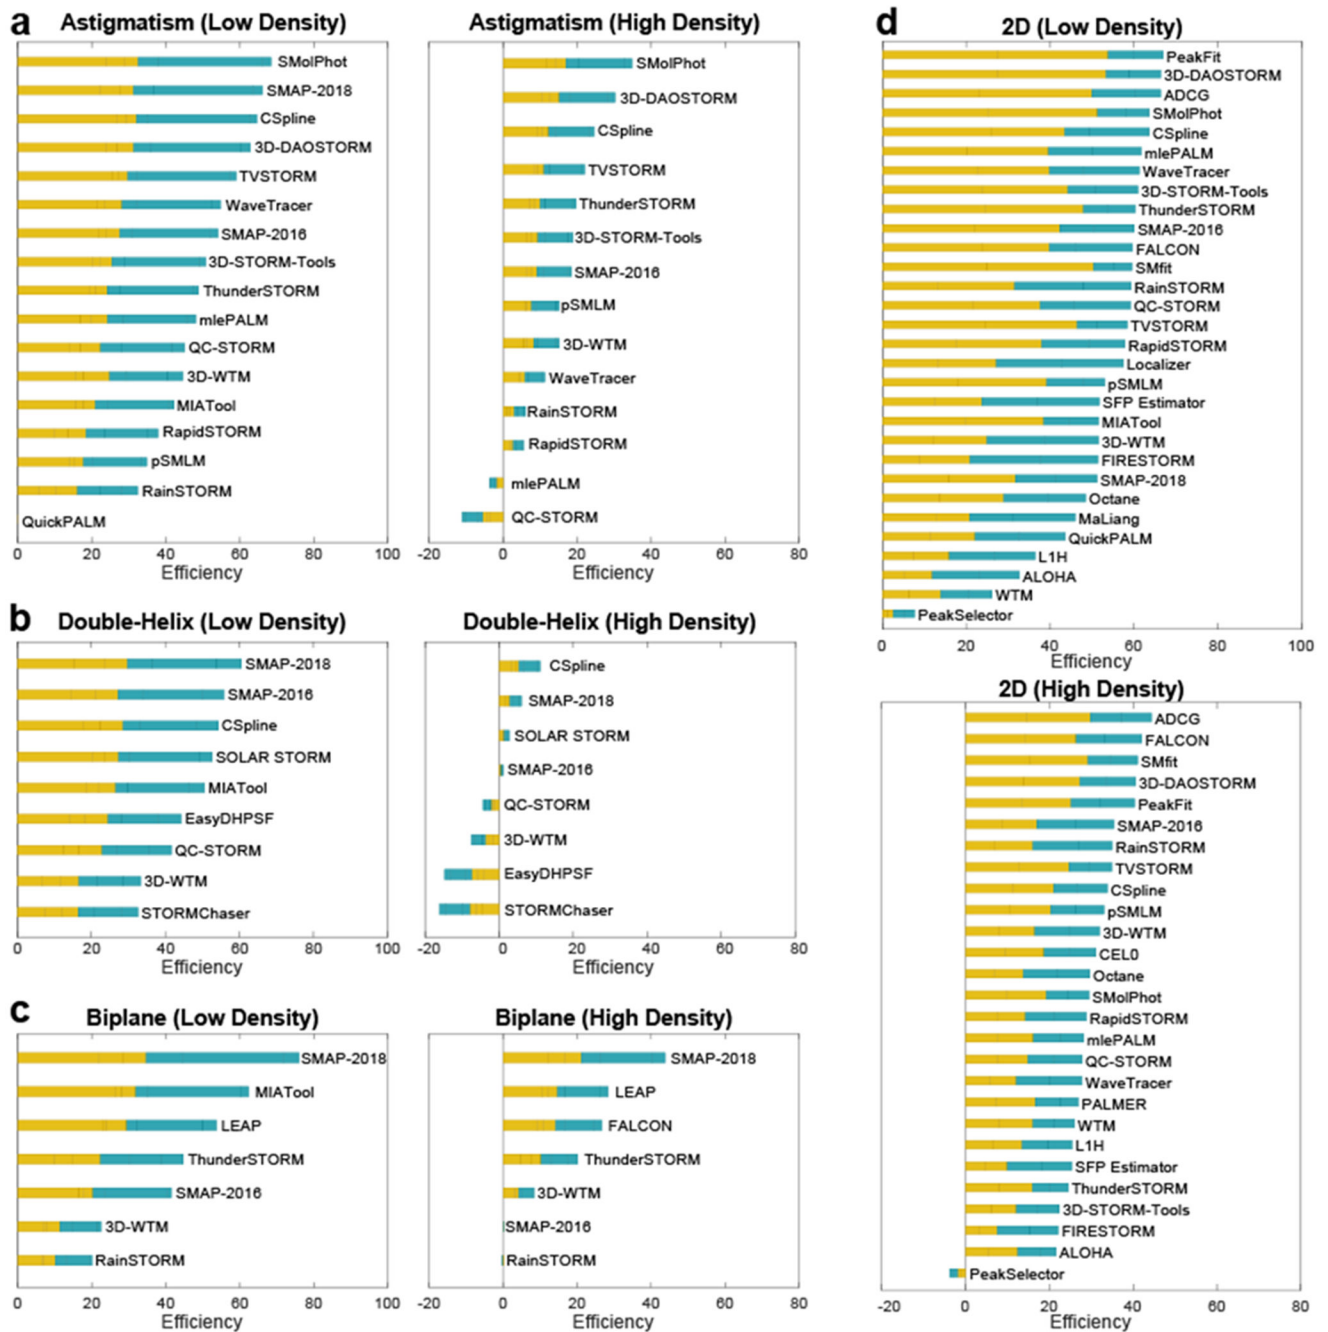 a
Astigmatism (Low Density)
SMolPhot
SMAP-2018
CSpline
3D-DAOSTORM
TVSTORM
WaveTracer
SMAP-2016
3D-STORM-Tools
ThunderSTORM
mlePALM
QC-STORM
3D-WTM
MIATool
RapidSTORM
pSMLM
RainSTORM
QuickPALM
0 20 40 60 80 100
Efficiency
Astigmatism (High Density)
SMolPhot
3D-DAOSTORM
CSpline
TVSTORM
ThunderSTORM
3D-STORM-Tools
SMAP-2016
pSMLM
3D-WTM
WaveTracer
RainSTORM
RapidSTORM
mlePALM
QC-STORM
-20 0 20 40 60 80
Efficiency
b
Double-Helix (Low Density)
SMAP-2018
SMAP-2016
CSpline
SOLAR STORM
MIATool
EasyDHPSF
QC-STORM
3D-WTM
STORMChaser
0 20 40 60 80 100
Efficiency
Double-Helix (High Density)
CSpline
SMAP-2018
SOLAR STORM
SMAP-2016
QC-STORM
3D-WTM
EasyDHPSF
STORMChaser
-20 0 20 40 60 80
Efficiency
c
Biplane (Low Density)
SMAP-2018
MIATool
LEAP
ThunderSTORM
SMAP-2016
3D-WTM
RainSTORM
0 20 40 60 80 100
Efficiency
Biplane (High Density)
SMAP-2018
LEAP
FALCON
ThunderSTORM
3D-WTM
SMAP-2016
RainSTORM
-20 0 20 40 60 80
Efficiency
d
2D (Low Density)
PeakFit
3D-DAOSTORM
ADCG
SMolPhot
CSpline
mlePALM
WaveTracer
3D-STORM-Tools
ThunderSTORM
SMAP-2016
FALCON
SMfit
RainSTORM
QC-STORM
TVSTORM
RapidSTORM
Localizer
pSMLM
SFP Estimator
MIATool
3D-WTM
FIRESTORM
SMAP-2018
Octane
MaLiang
QuickPALM
L1H
ALOHA
WTM
PeakSelector
0 20 40 60 80 100
Efficiency
2D (High Density)
ADCG
FALCON
SMfit
3D-DAOSTORM
PeakFit
SMAP-2016
RainSTORM
TVSTORM
CSpline
pSMLM
3D-WTM
CEL0
Octane
SMolPhot
RapidSTORM
mlePALM
QC-STORM
WaveTracer
PALMER
WTM
L1H
SFP Estimator
ThunderSTORM
3D-STORM-Tools
FIRESTORM
ALOHA
PeakSelector
-20 0 20 40 60 80
Efficiency